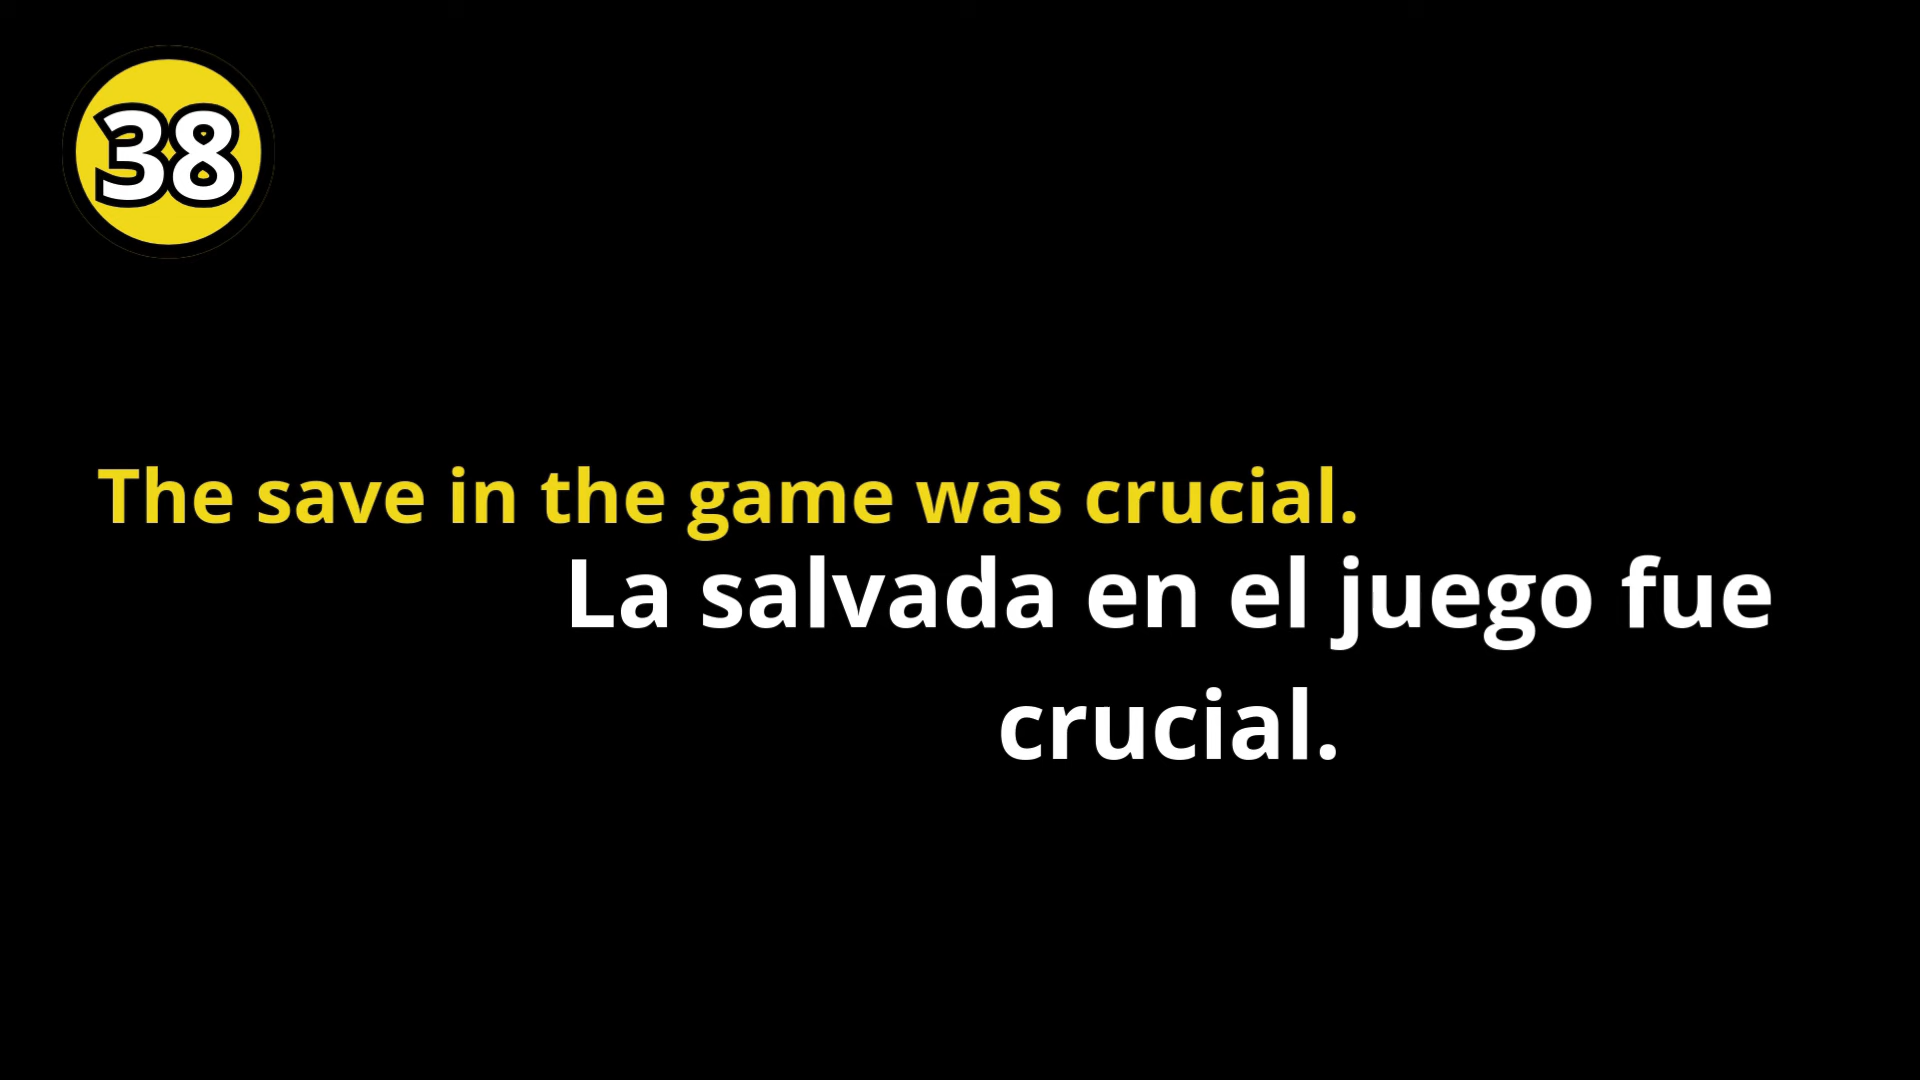 38
The save in the game was crucial.
La salvada en el juego fue
crucial.